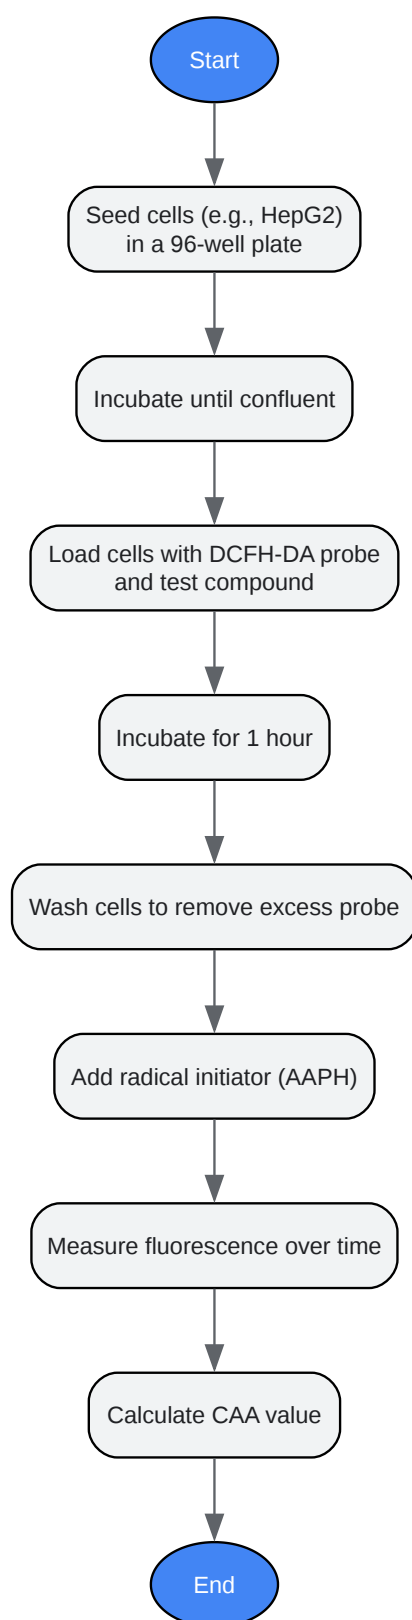 Start
Seed cells (e.g., HepG2)
in a 96-well plate
Incubate until confluent
Load cells with DCFH-DA probe
and test compound
Incubate for 1 hour
Wash cells to remove excess probe
Add radical initiator (AAPH)
Measure fluorescence over time
Calculate CAA value
End